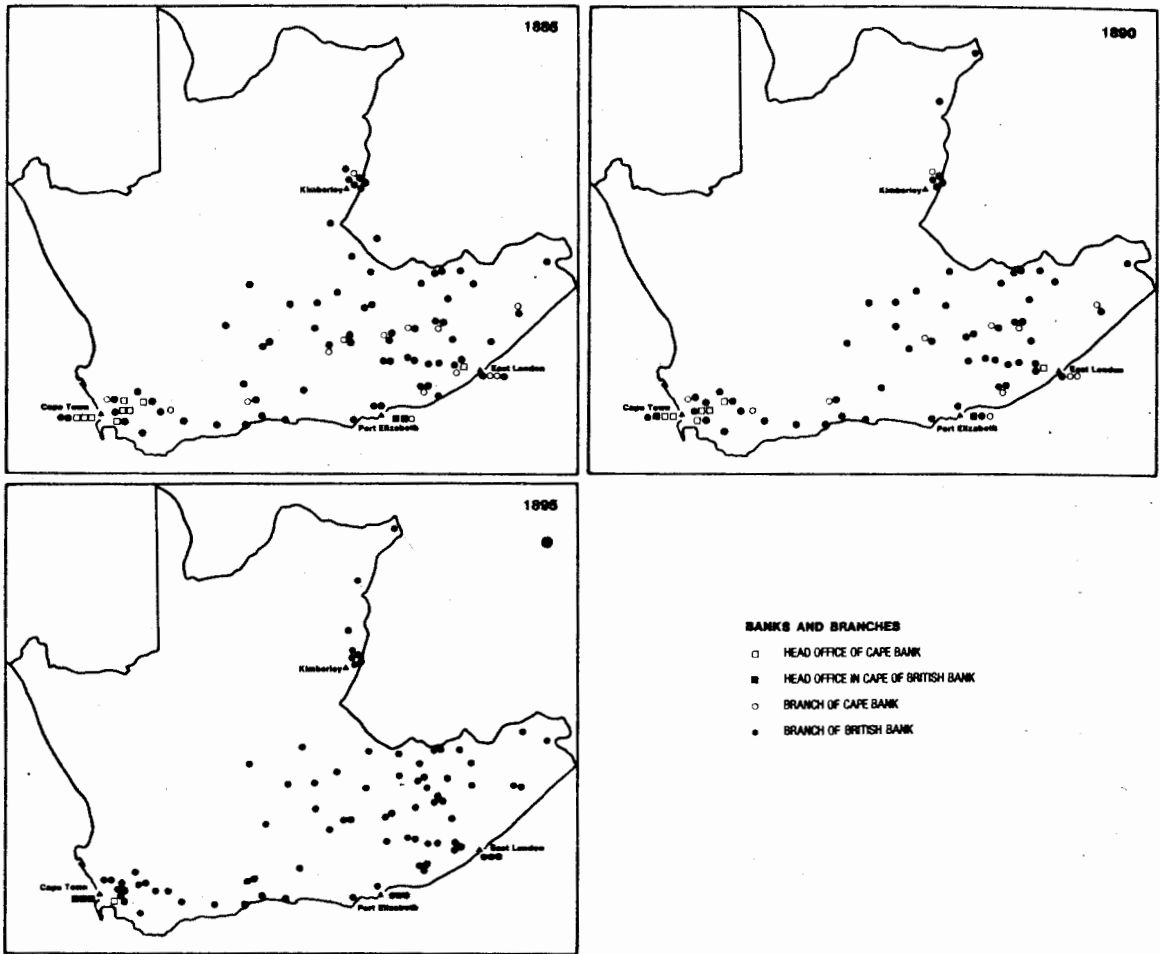 1885
Kimberley
East London
Cape Town
Port Elizabeth
1890
Kimberley
East London
Cape Town
Port Elizabeth
1895
Kimberley
East London
Cape Town
Port Elizabeth
BANKS AND BRANCHES
HEAD OFFICE OF CAPE BANK
HEAD OFFICE IN CAPE OF BRITISH BANK
BRANCH OF CAPE BANK
BRANCH OF BRITISH BANK